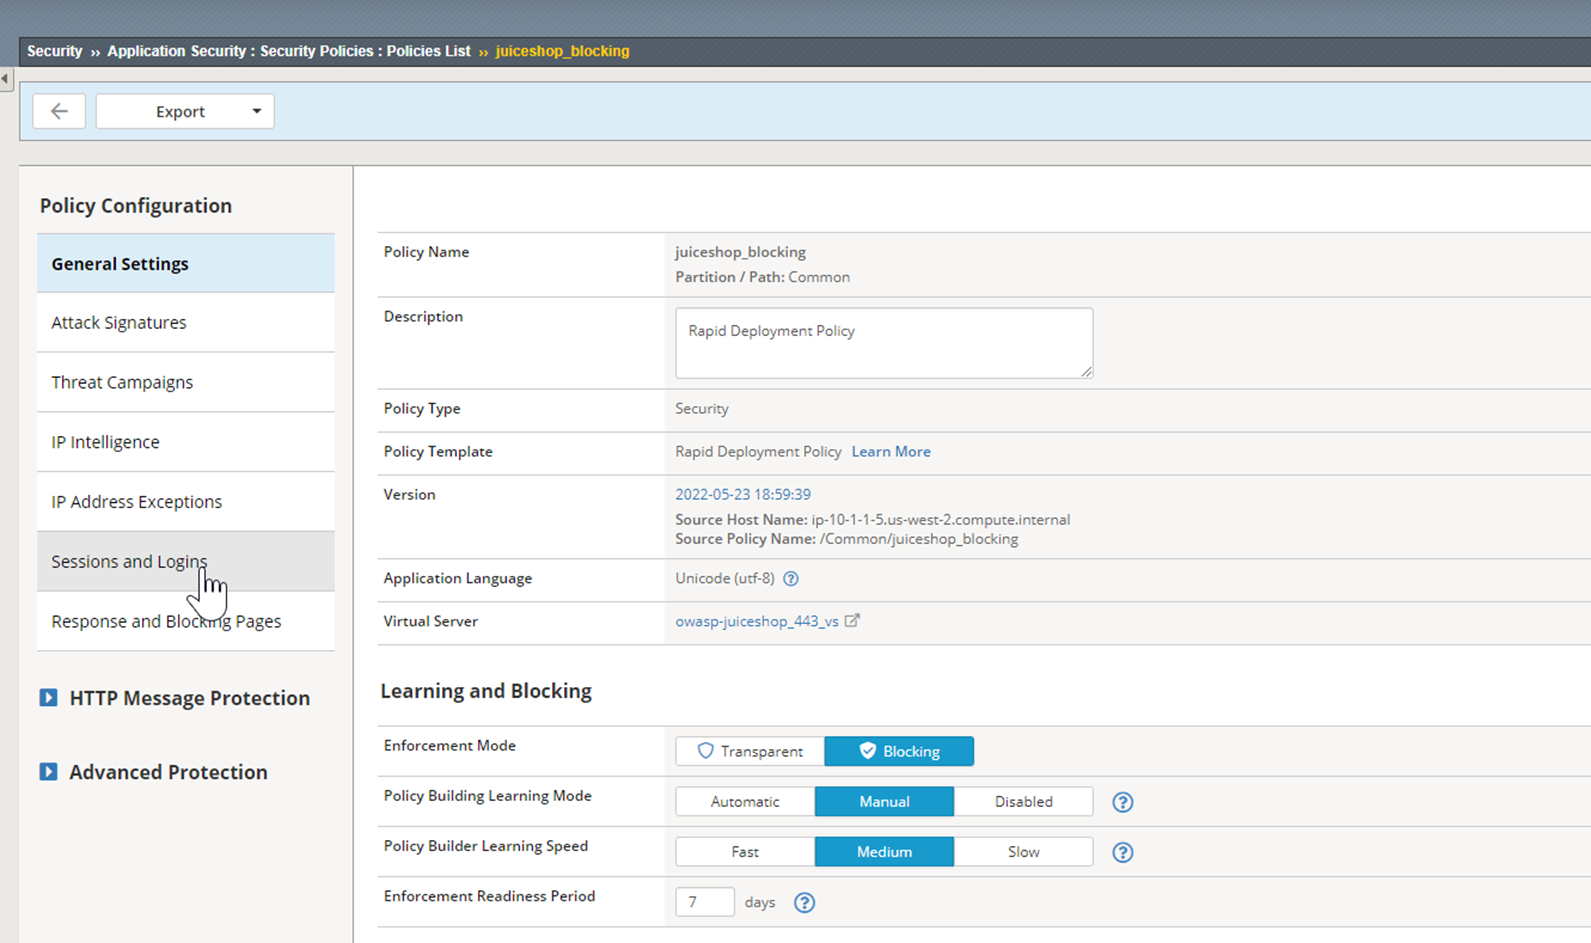 Security » Application Security : Security Policies : Policies List » juiceshop_blocking
Export
Policy Configuration
General Settings
Attack Signatures
Threat Campaigns
IP Intelligence
IP Address Exceptions
Sessions and Logins
Response and Blocking Pages
HTTP Message Protection
Advanced Protection
Policy Name
juiceshop_blocking
Partition / Path: Common
Description
Rapid Deployment Policy
Policy Type
Security
Policy Template
Rapid Deployment Policy Learn More
Version
2022-05-23 18:59:39
Source Host Name: ip-10-1-1-5.us-west-2.compute.internal
Source Policy Name: /Common/juiceshop_blocking
Application Language
Unicode (utf-8) ?
Virtual Server
owasp-juiceshop_443_vs
Learning and Blocking
Enforcement Mode
Transparent Blocking
Policy Building Learning Mode
Automatic Manual Disabled ?
Policy Builder Learning Speed
Fast Medium Slow ?
Enforcement Readiness Period
7 days ?